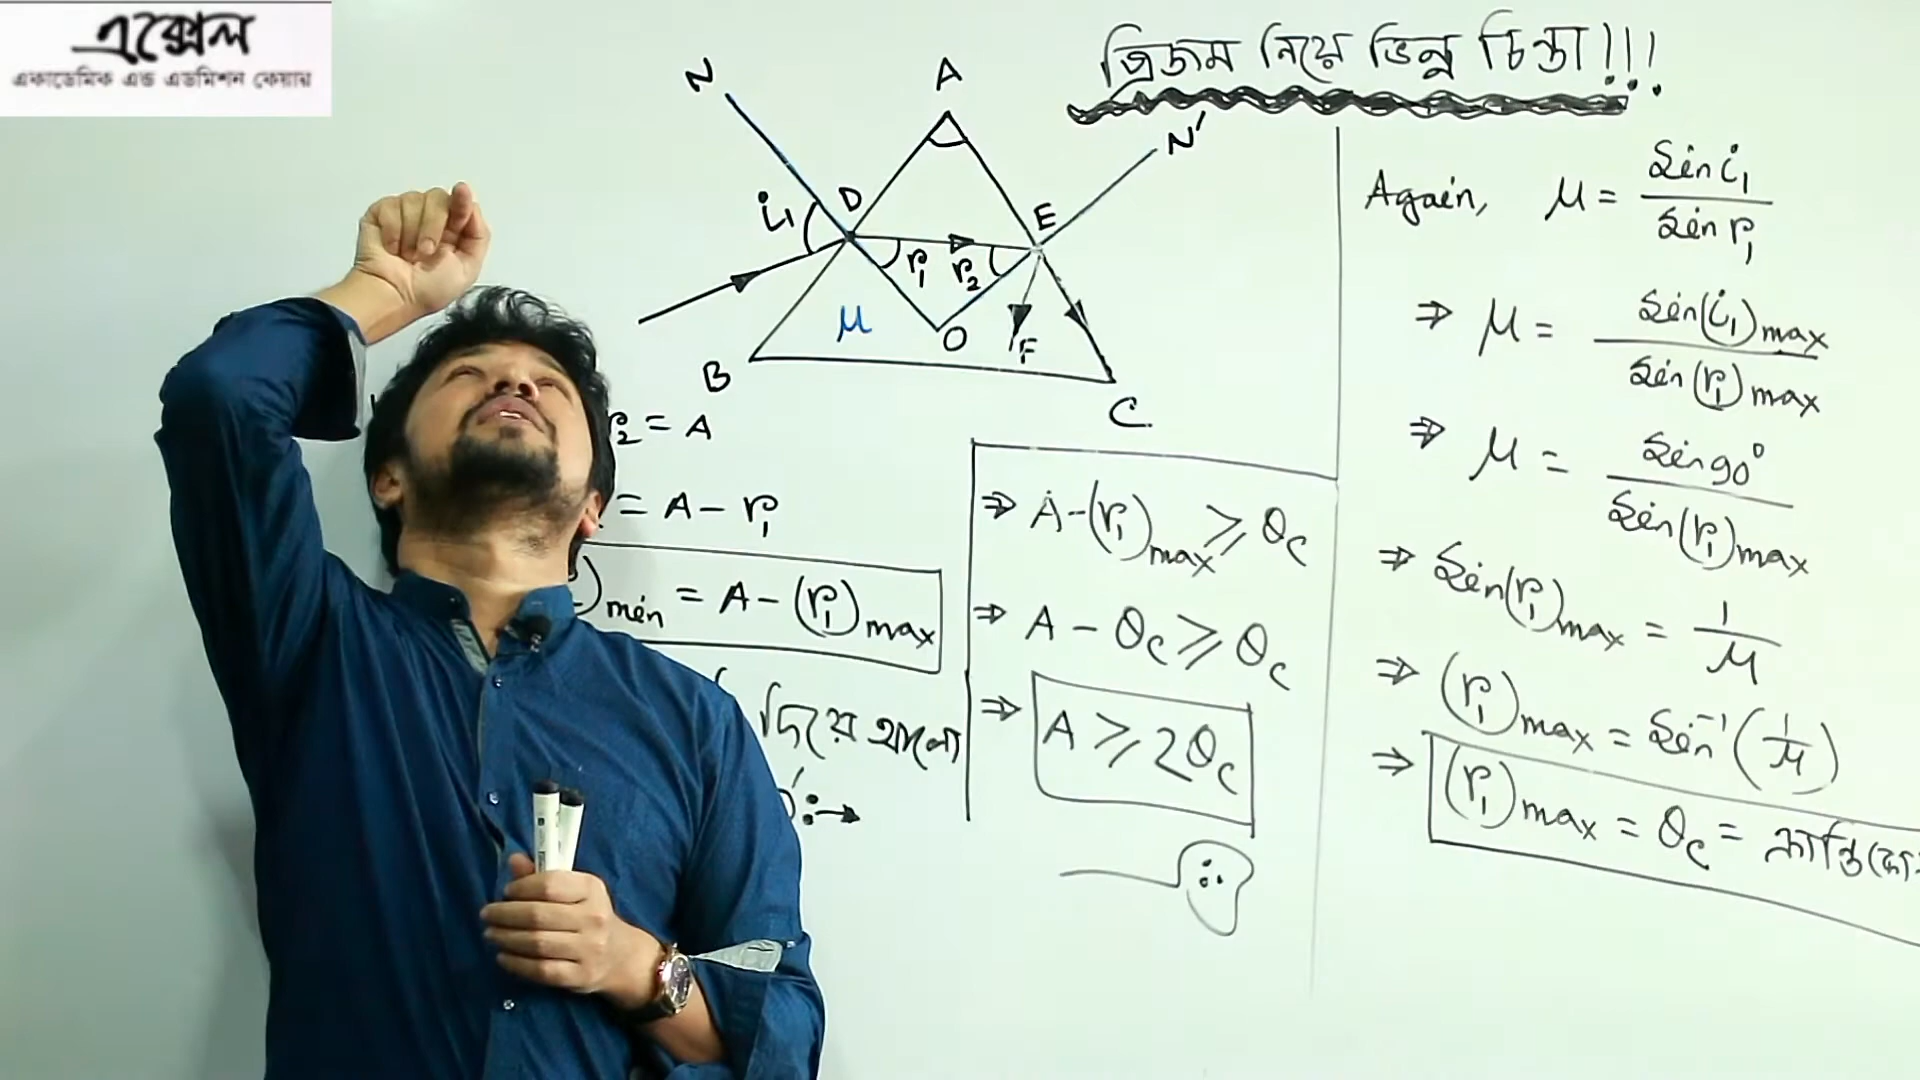 এক্সেল
একাডেমিক এন্ড এডমিশন কেয়ার
প্রিজম নিয়ে ভিন্ন চিন্তা!!!
N
A
N'
i₁
D
E
r₁
r₂
μ
O
F
B
C
r₂ = A
= A - r₁
)min = A - (r₁)max
দিয়ে আলো
⇒ A - (r₁)max ≥ θc
⇒ A - θc ≥ θc
⇒ A ≥ 2θc
Again, μ = sin i₁ / sin r₁
⇒ μ = sin(i₁)max / sin(r₁)max
⇒ μ = sin 90° / sin(r₁)max
⇒ sin(r₁)max = 1/μ
⇒ (r₁)max = sin⁻¹(1/μ)
⇒ (r₁)max = θc =